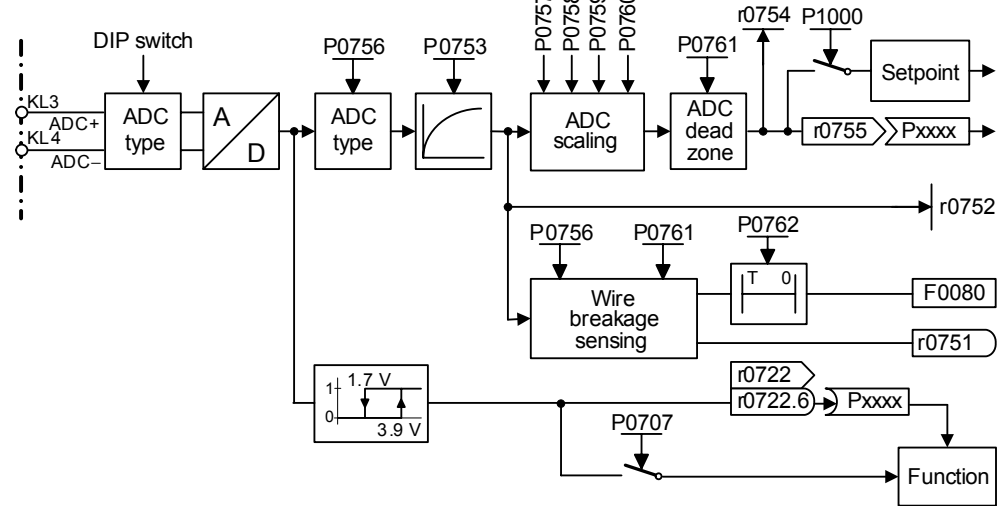 P0757
P0758
P0759
P0760
r0754
P1000
DIP switch
P0756
P0753
P0761
Setpoint
KL3
ADC+
KL4
ADC−
ADC
type
A
D
ADC
type
ADC
scaling
ADC
dead
zone
r0755
Pxxxx
r0752
P0756
P0761
P0762
Wire
breakage
sensing
T
0
F0080
r0751
1.7 V
1
0
3.9 V
r0722
r0722.6
Pxxxx
P0707
Function